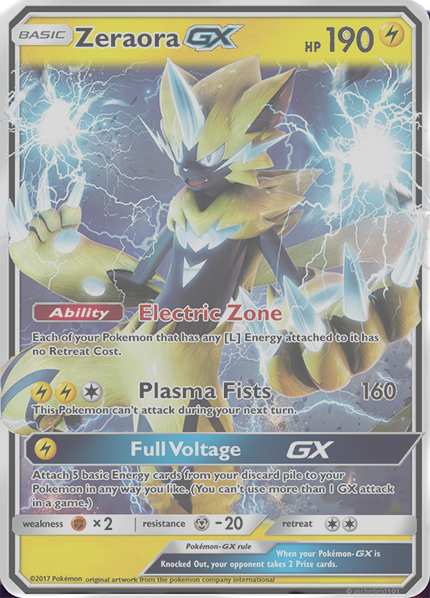 BASIC Zeraora GX HP 190
Ability Electric Zone
Each of your Pokemon that has any [L] Energy attached to it has
no Retreat Cost.
Plasma Fists 160
This Pokemon can't attack during your next turn.
Full Voltage GX
Attach 5 basic Energy cards from your discard pile to your
Pokemon in any way you like. (You can't use more than 1 GX attack
in a game.)
weakness ×2 resistance -20 retreat
Pokémon-GX rule
When your Pokémon-GX is
Knocked Out, your opponent takes 2 Prize cards.
©2017 Pokémon original artwork from the pokemon company international